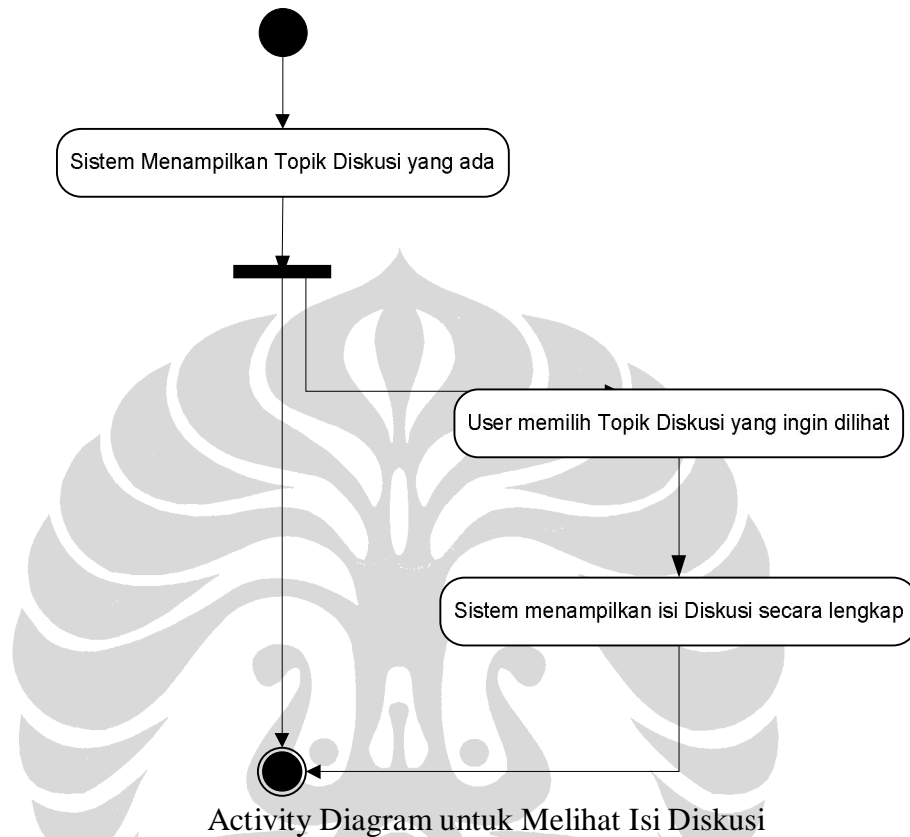 Sistem Menampilkan Topik Diskusi yang ada
User memilih Topik Diskusi yang ingin dilihat
Sistem menampilkan isi Diskusi secara lengkap
Activity Diagram untuk Melihat Isi Diskusi